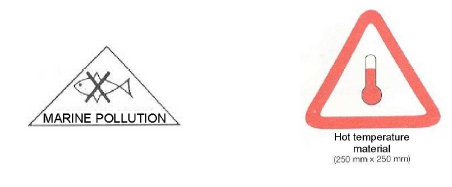 MARINE POLLUTION
Hot temperature
material
(250 mm x 250 mm)